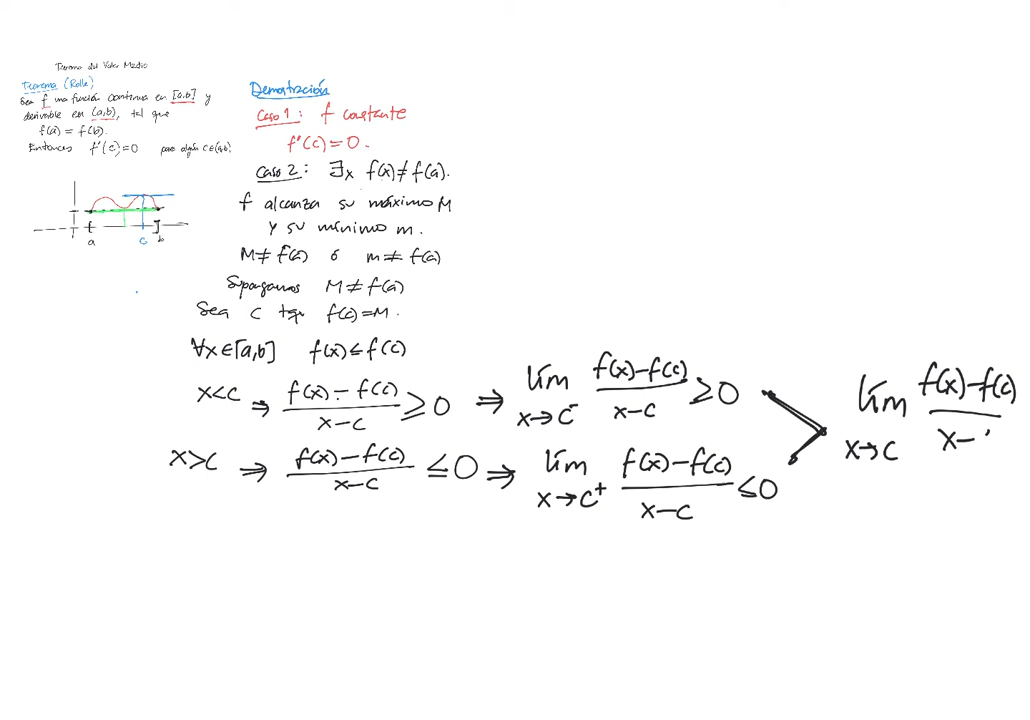 Teorema del Valor Medio
Teorema (Rolle)
Sea f una función continua en [a,b] y
derivable en (a,b), tal que
f(a) = f(b).
Entonces f'(c)=0 para algún c∈(a,b)
a c b
Demostración
Caso 1: f constante
f'(c)=0.
Caso 2: ∃x f(x)≠f(a).
f alcanza su máximo M
y su mínimo m.
M≠f(a) ó m≠f(a)
Supongamos M≠f(a)
Sea c tq f(c)=M.
∀x∈[a,b] f(x)≤f(c)
x<c ⇒ (f(x)-f(c))/(x-c) ≥ 0 ⇒ lím x→c⁻ (f(x)-f(c))/(x-c) ≥ 0
x>c ⇒ (f(x)-f(c))/(x-c) ≤ 0 ⇒ lím x→c⁺ (f(x)-f(c))/(x-c) ≤ 0
lím x→c (f(x)-f(c))/(x-